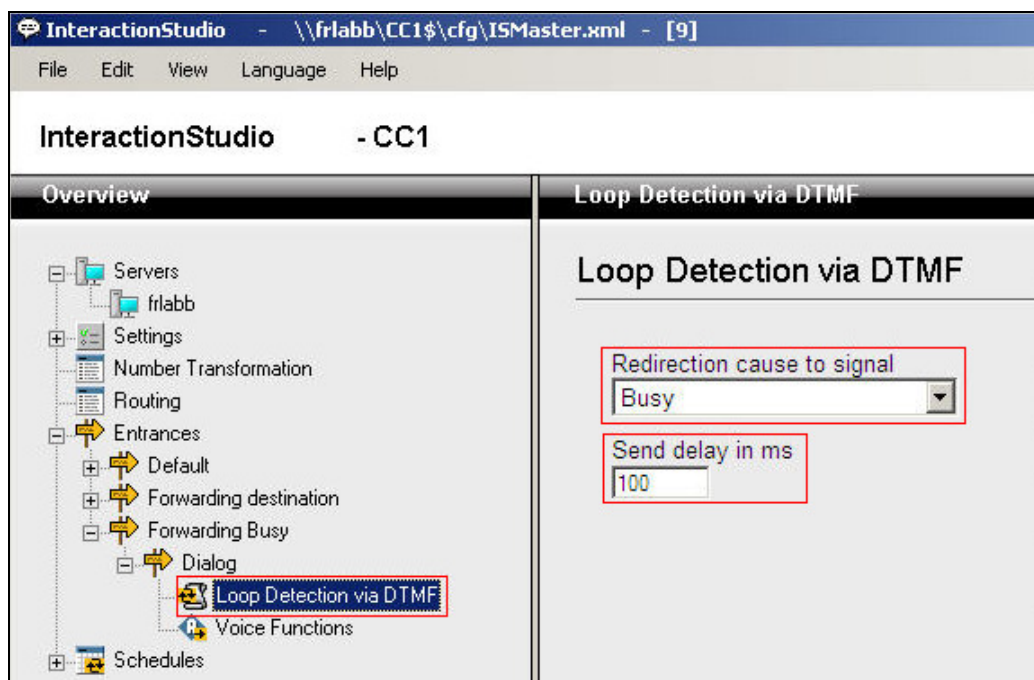 InteractionStudio - \\frlabb\CC1$\cfg\ISMaster.xml - [9]
File Edit View Language Help
InteractionStudio - CC1
Overview
Servers
frlabb
Settings
Number Transformation
Routing
Entrances
Default
Forwarding destination
Forwarding Busy
Dialog
Loop Detection via DTMF
Voice Functions
Schedules
Loop Detection via DTMF
Loop Detection via DTMF
Redirection cause to signal
Busy
Send delay in ms
100